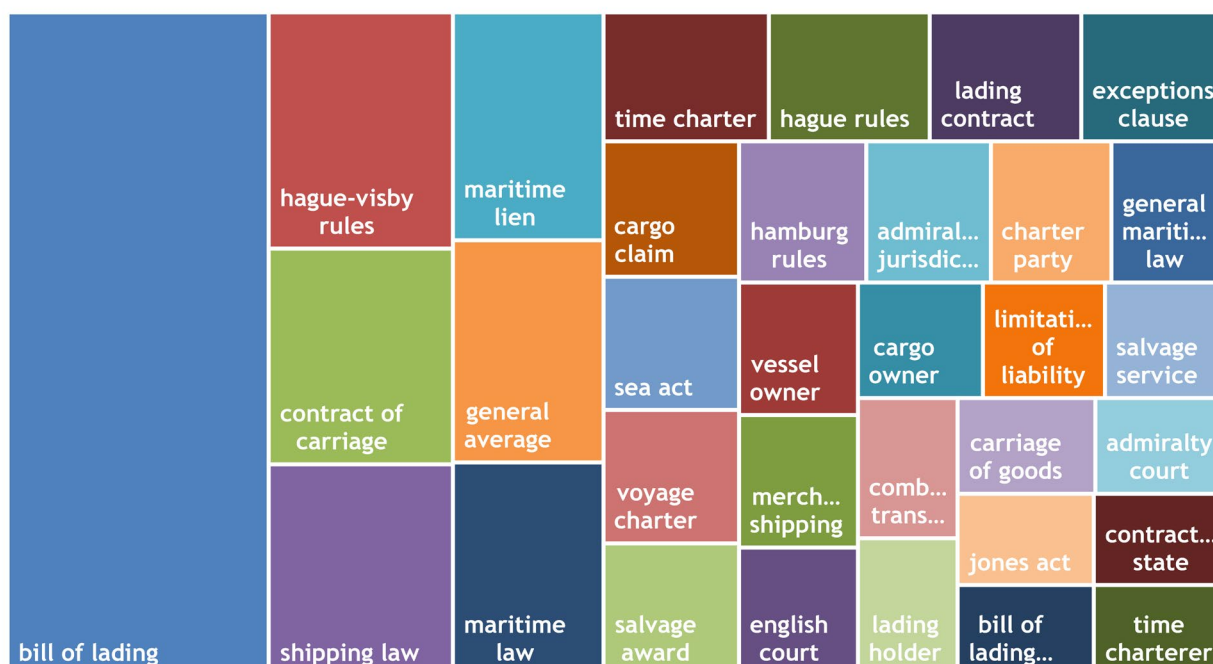 bill of lading
hague-visby
rules
contract of
carriage
shipping law
maritime
lien
general
average
maritime
law
time charter
hague rules
lading
contract
exceptions
clause
cargo
claim
hamburg
rules
admiral...
jurisdic...
charter
party
general
mariti...
law
sea act
vessel
owner
cargo
owner
limitati...
of
liability
salvage
service
voyage
charter
merch...
shipping
comb...
trans...
carriage
of goods
admiralty
court
jones act
contract...
state
salvage
award
english
court
lading
holder
bill of
lading...
time
charterer